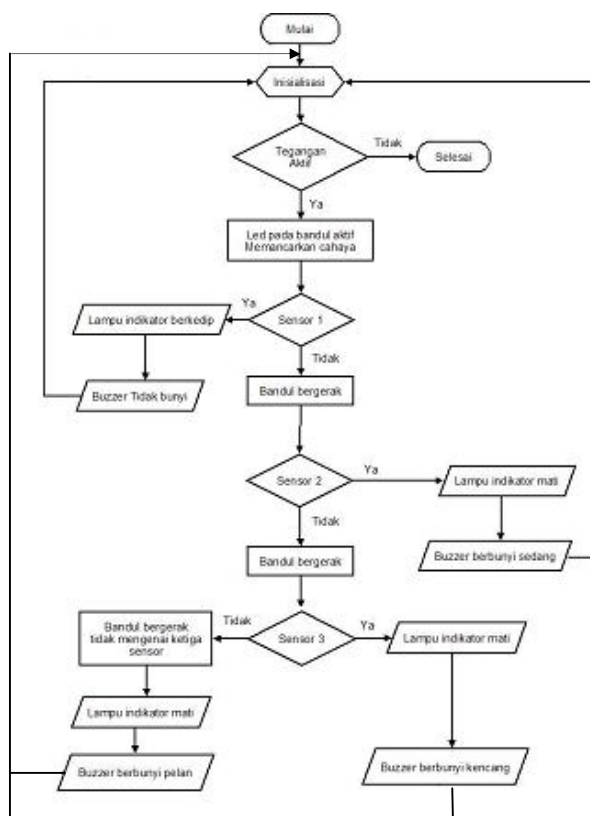 Mulai
Inisialisasi
Tegangan
Aktif
Tidak
Selesai
Ya
Led pada bandul aktif
Memancarkan cahaya
Ya
Lampu indikator berkedip
Sensor 1
Tidak
Buzzer Tidak bunyi
Bandul bergerak
Sensor 2
Ya
Lampu indikator mati
Tidak
Buzzer berbunyi sedang
Bandul bergerak
Bandul bergerak
tidak mengenai ketiga
sensor
Tidak
Sensor 3
Ya
Lampu indikator mati
Lampu indikator mati
Buzzer berbunyi pelan
Buzzer berbunyi kencang